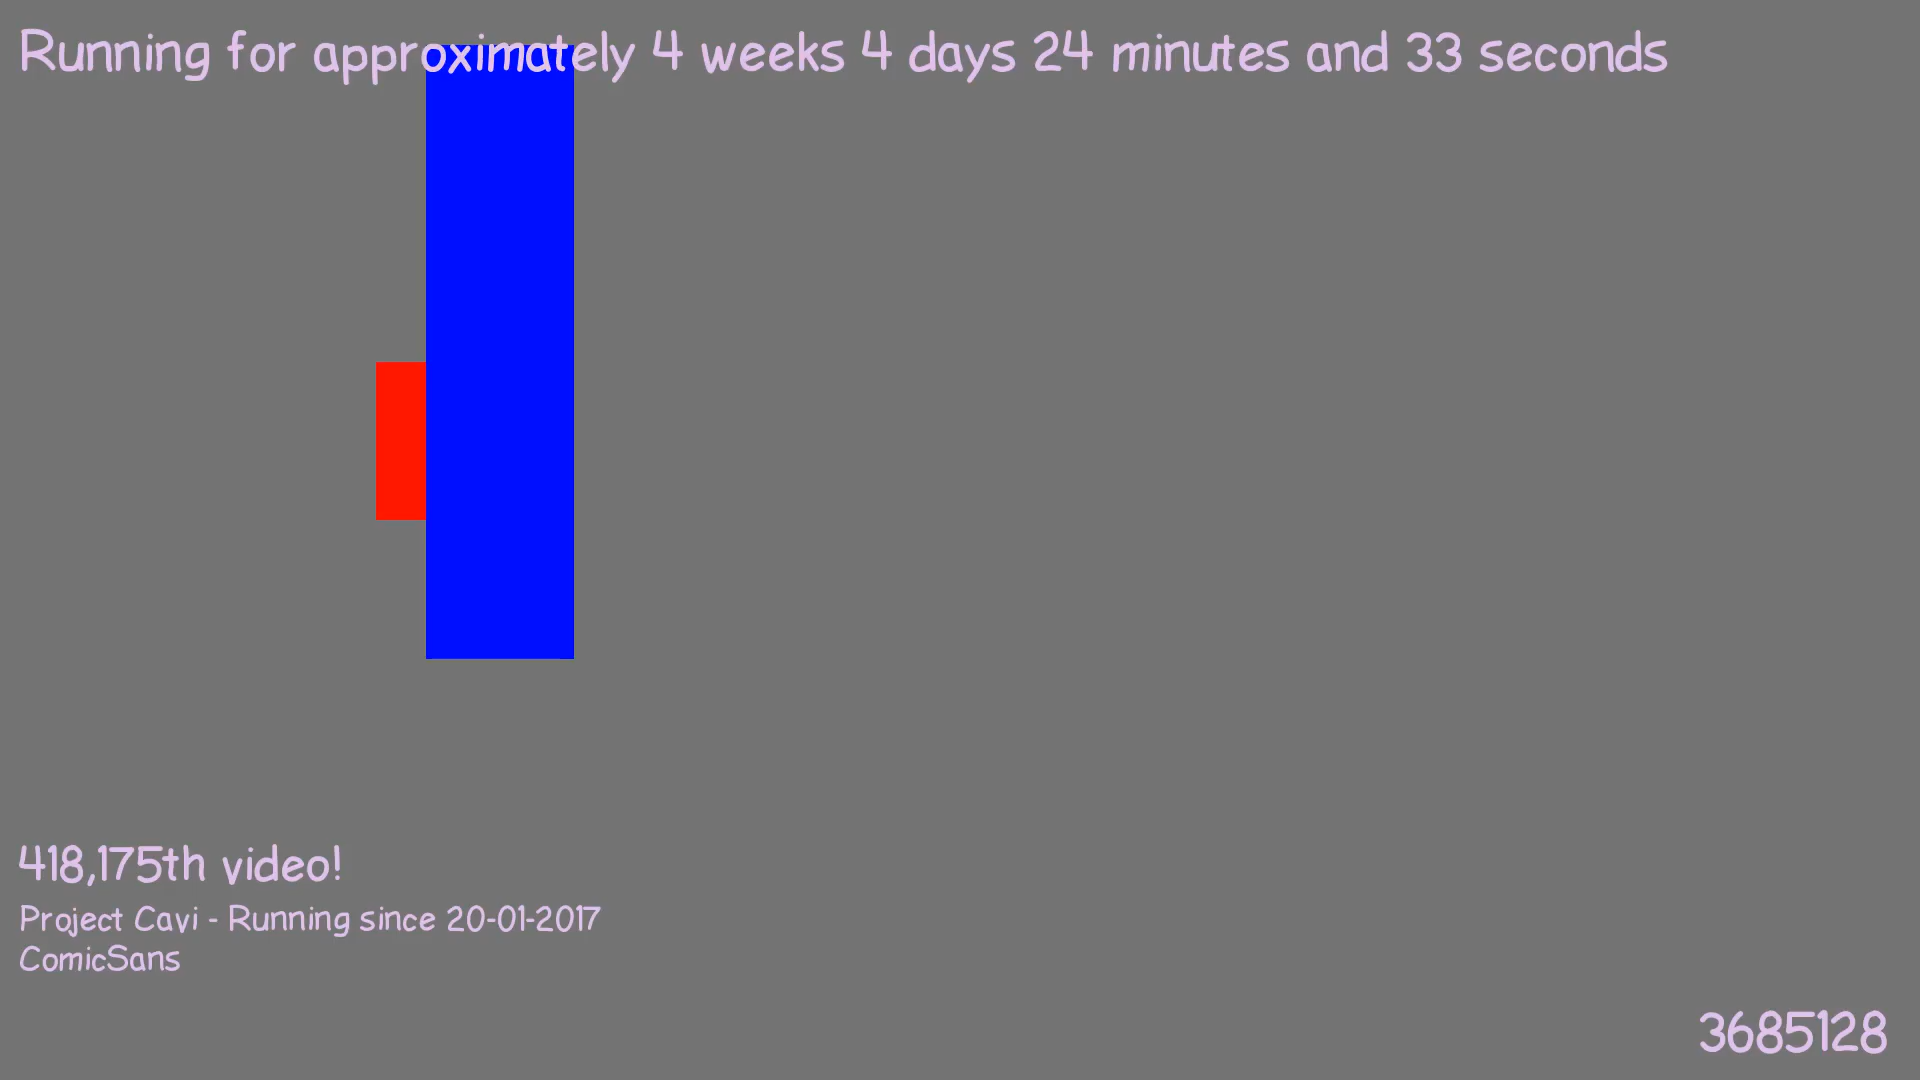 Running for approximately 4 weeks 4 days 24 minutes and 33 seconds
418,175th video!
Project Cavi - Running since 20-01-2017
ComicSans
3685128